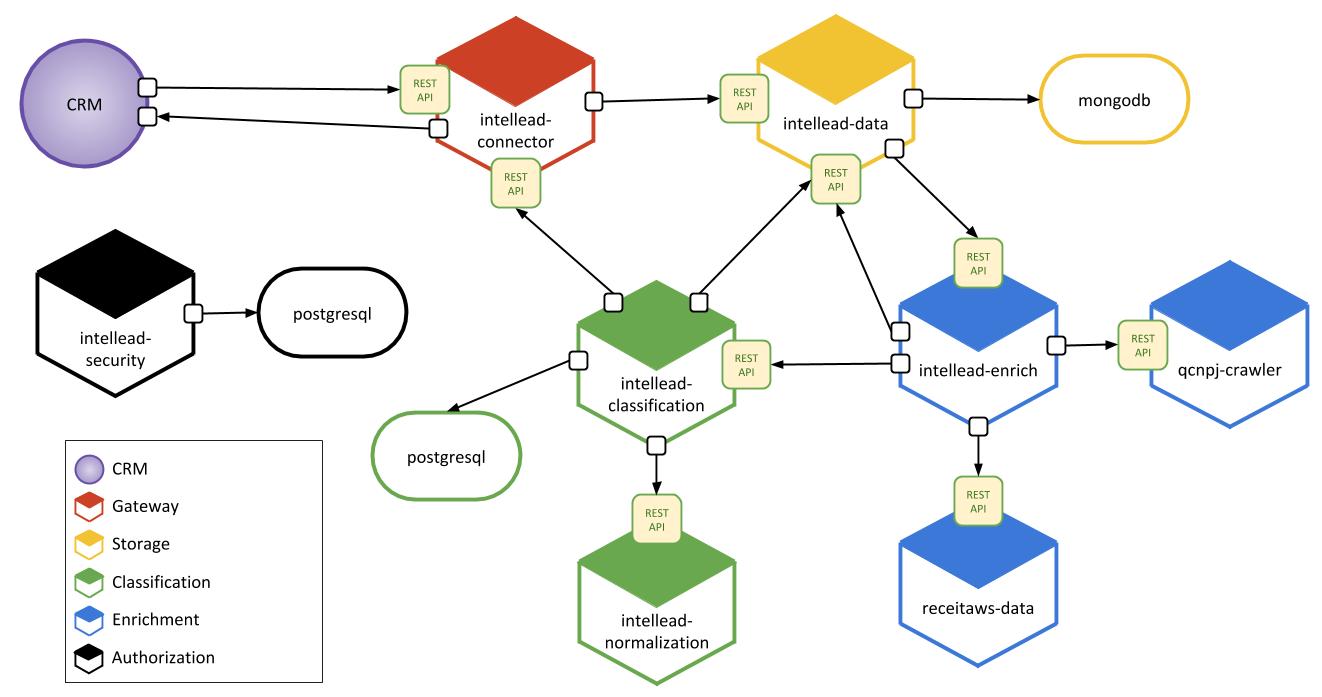 CRM
REST
API
intellead-
connector
REST
API
REST
API
intellead-data
REST
API
mongodb
intellead-
security
postgresql
REST
API
intellead-enrich
REST
API
qcnpj-crawler
REST
API
intellead-
classification
postgresql
REST
API
intellead-
normalization
REST
API
receitaws-data
CRM
Gateway
Storage
Classification
Enrichment
Authorization